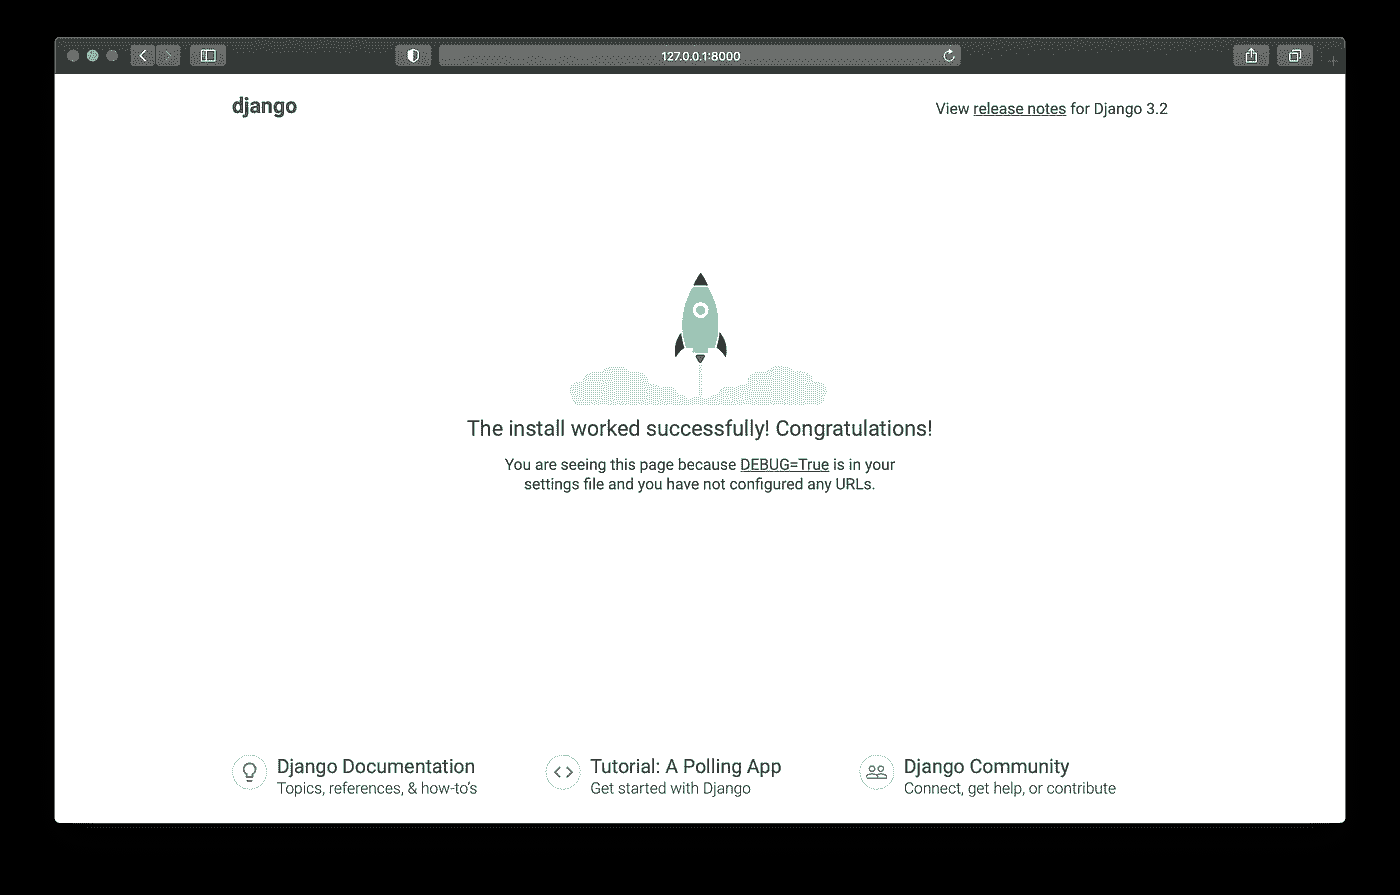 127.0.0.1:8000
django
View release notes for Django 3.2
The install worked successfully! Congratulations!
You are seeing this page because DEBUG=True is in your
settings file and you have not configured any URLs.
Django Documentation
Topics, references, & how-to's
Tutorial: A Polling App
Get started with Django
Django Community
Connect, get help, or contribute